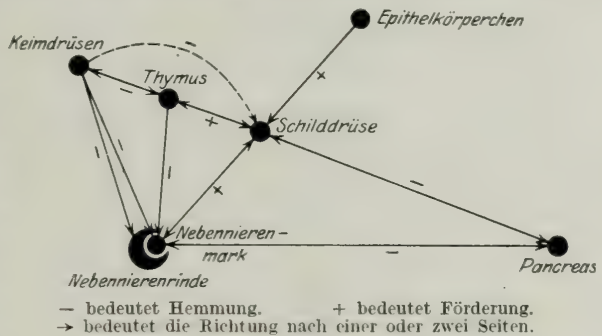 Epithelkörperchen
Keimdrüsen
Thymus
Schilddrüse
Nebennieren-
mark
Nebennierenrinde
Pancreas
− bedeutet Hemmung. + bedeutet Förderung.
→ bedeutet die Richtung nach einer oder zwei Seiten.